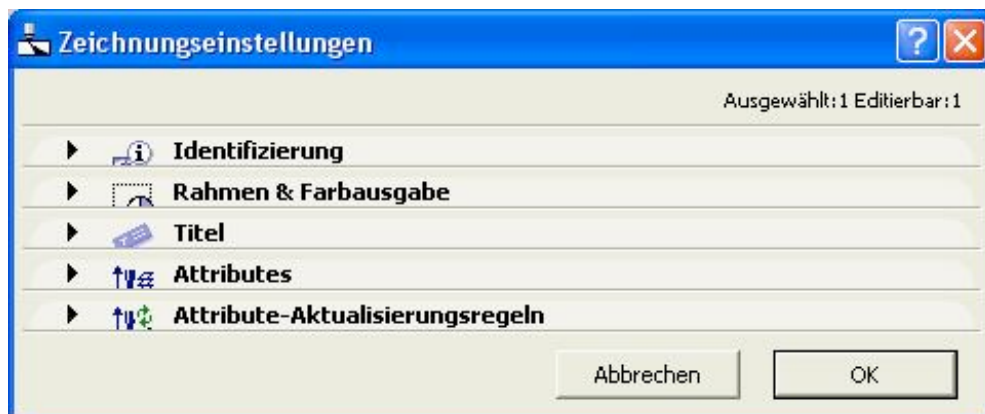 Zeichnungseinstellungen
Ausgewählt:1 Editierbar:1
Identifizierung
Rahmen & Farbausgabe
Titel
Attributes
Attribute-Aktualisierungsregeln
Abbrechen OK